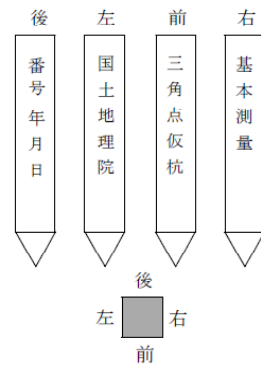 後 左 前 右
番号年月日
国土地理院
三角点仮杭
基本測量
後
左 右
前